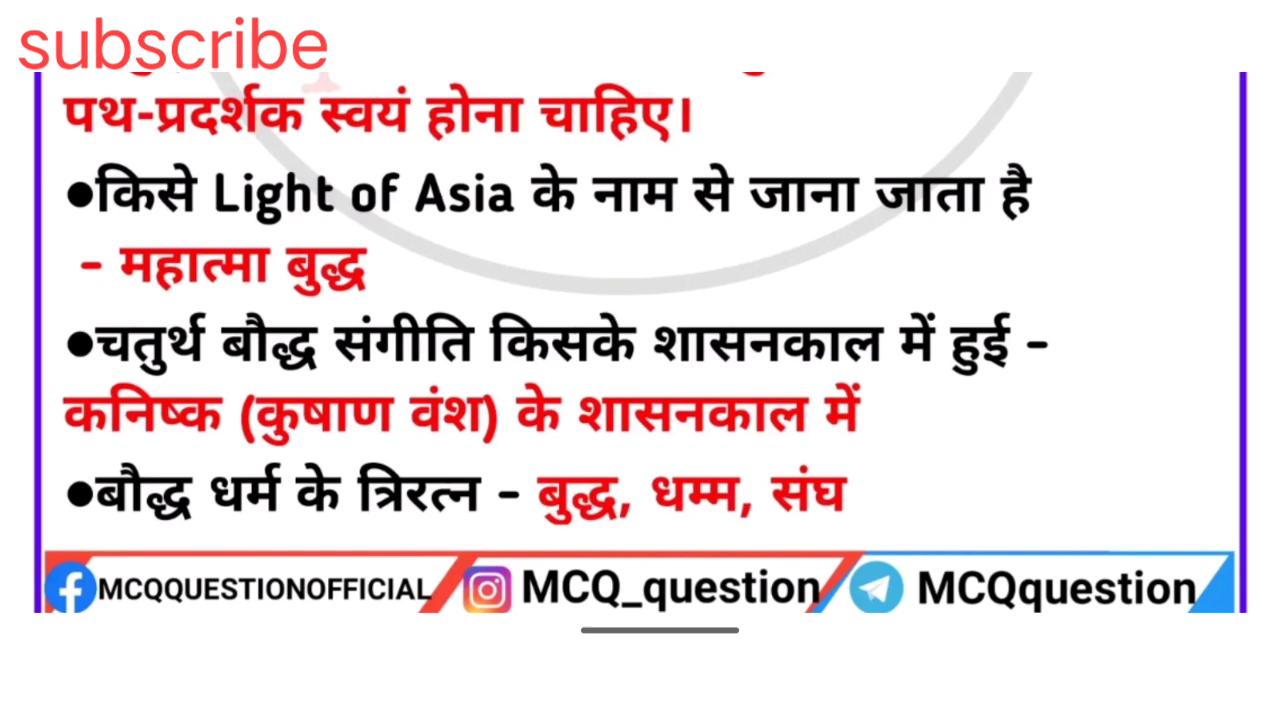 subscribe
पथ-प्रदर्शक स्वयं होना चाहिए।
●किसे Light of Asia के नाम से जाना जाता है
- महात्मा बुद्ध
●चतुर्थ बौद्ध संगीति किसके शासनकाल में हुई -
कनिष्क (कुषाण वंश) के शासनकाल में
●बौद्ध धर्म के त्रिरत्न - बुद्ध, धम्म, संघ
MCQQUESTIONOFFICIAL MCQ_question MCQquestion